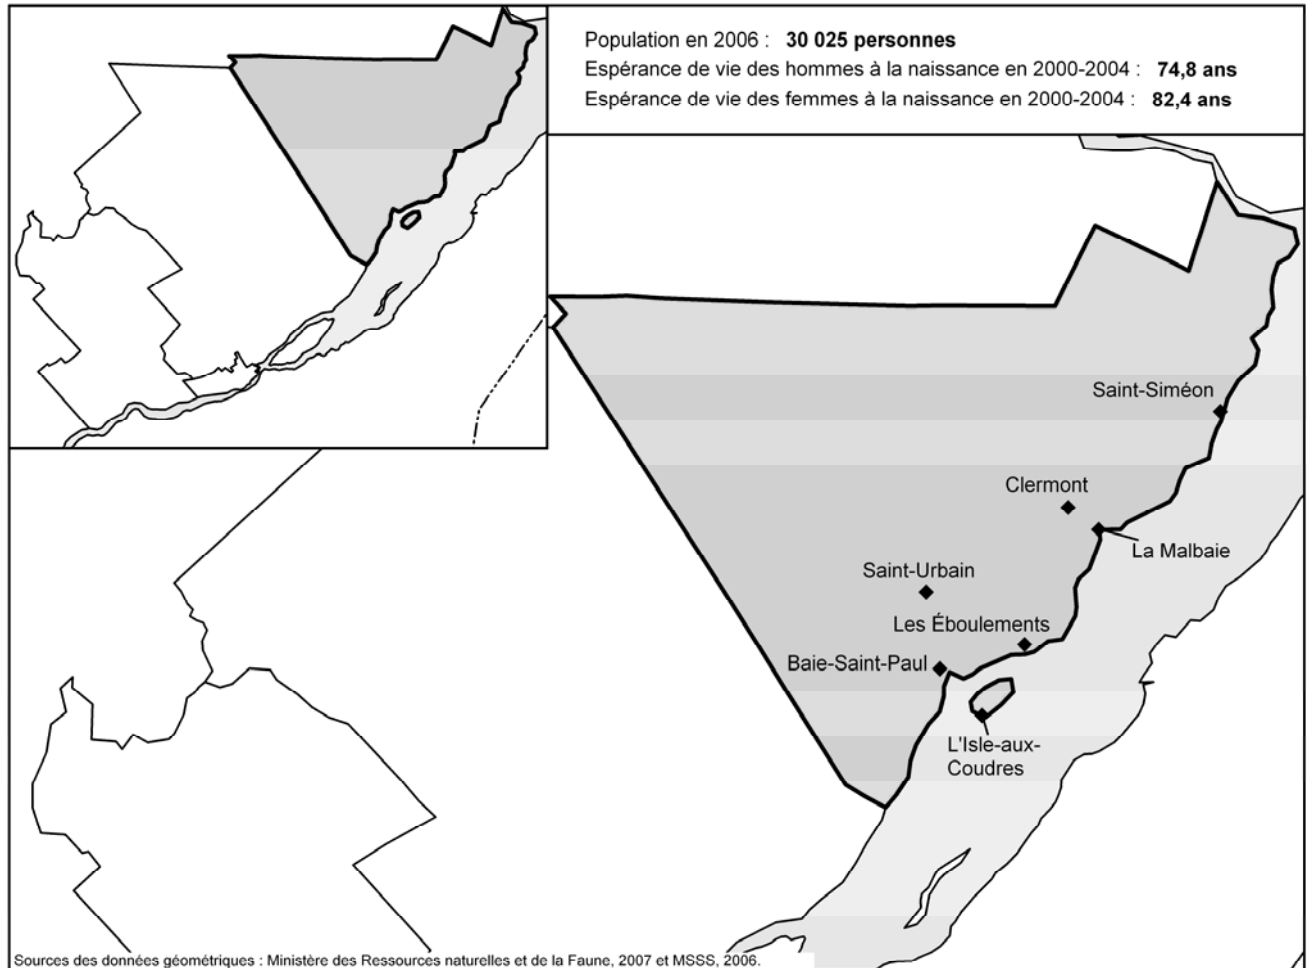 Population en 2006 : 30 025 personnes
Espérance de vie des hommes à la naissance en 2000-2004 : 74,8 ans
Espérance de vie des femmes à la naissance en 2000-2004 : 82,4 ans
Saint-Siméon
Clermont
La Malbaie
Saint-Urbain
Les Éboulements
Baie-Saint-Paul
L'Isle-aux-
Coudres
Sources des données géométriques : Ministère des Ressources naturelles et de la Faune, 2007 et MSSS, 2006.